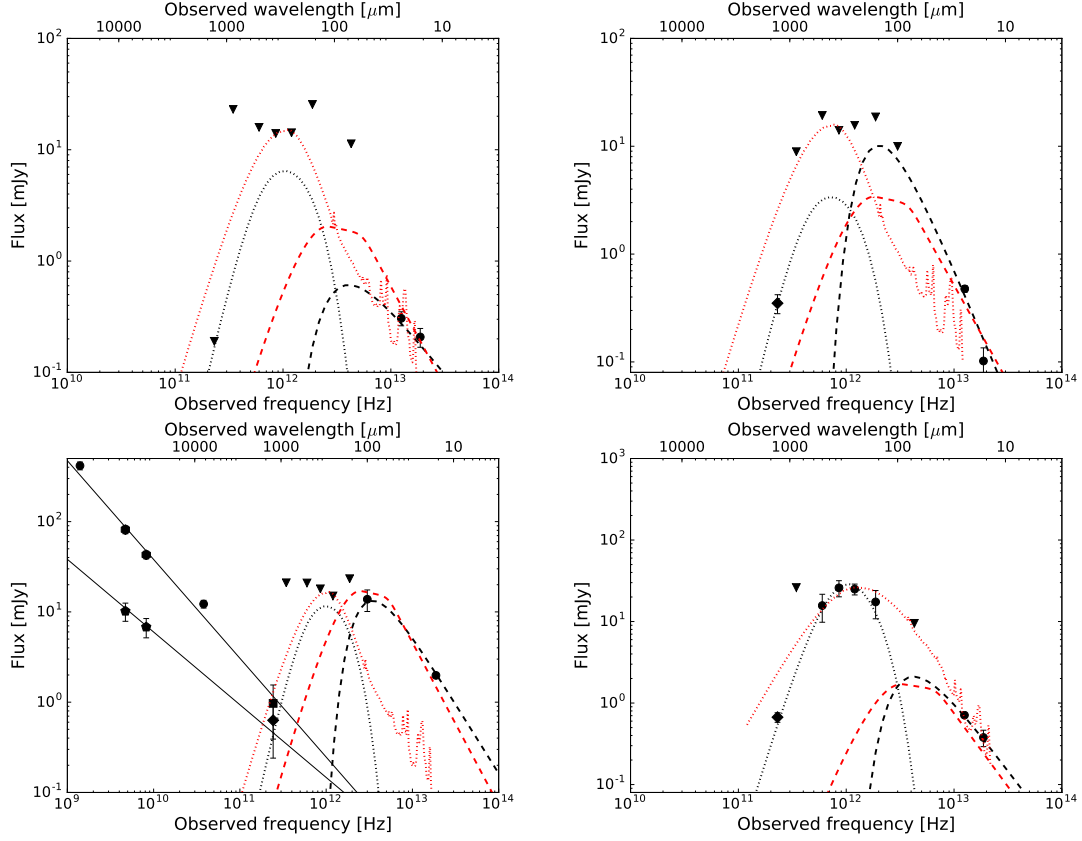 Observed wavelength [μm]
10000 1000 100 10
10²
10¹
10⁰
10⁻¹
Flux [mJy]
10¹⁰ 10¹¹ 10¹² 10¹³ 10¹⁴
Observed frequency [Hz]
Observed wavelength [μm]
10000 1000 100 10
10²
10¹
10⁰
10⁻¹
Flux [mJy]
10¹⁰ 10¹¹ 10¹² 10¹³ 10¹⁴
Observed frequency [Hz]
Observed wavelength [μm]
10000 1000 100 10
10²
10¹
10⁰
10⁻¹
Flux [mJy]
10⁹ 10¹⁰ 10¹¹ 10¹² 10¹³ 10¹⁴
Observed frequency [Hz]
Observed wavelength [μm]
10000 1000 100 10
10³
10²
10¹
10⁰
10⁻¹
Flux [mJy]
10¹⁰ 10¹¹ 10¹² 10¹³ 10¹⁴
Observed frequency [Hz]